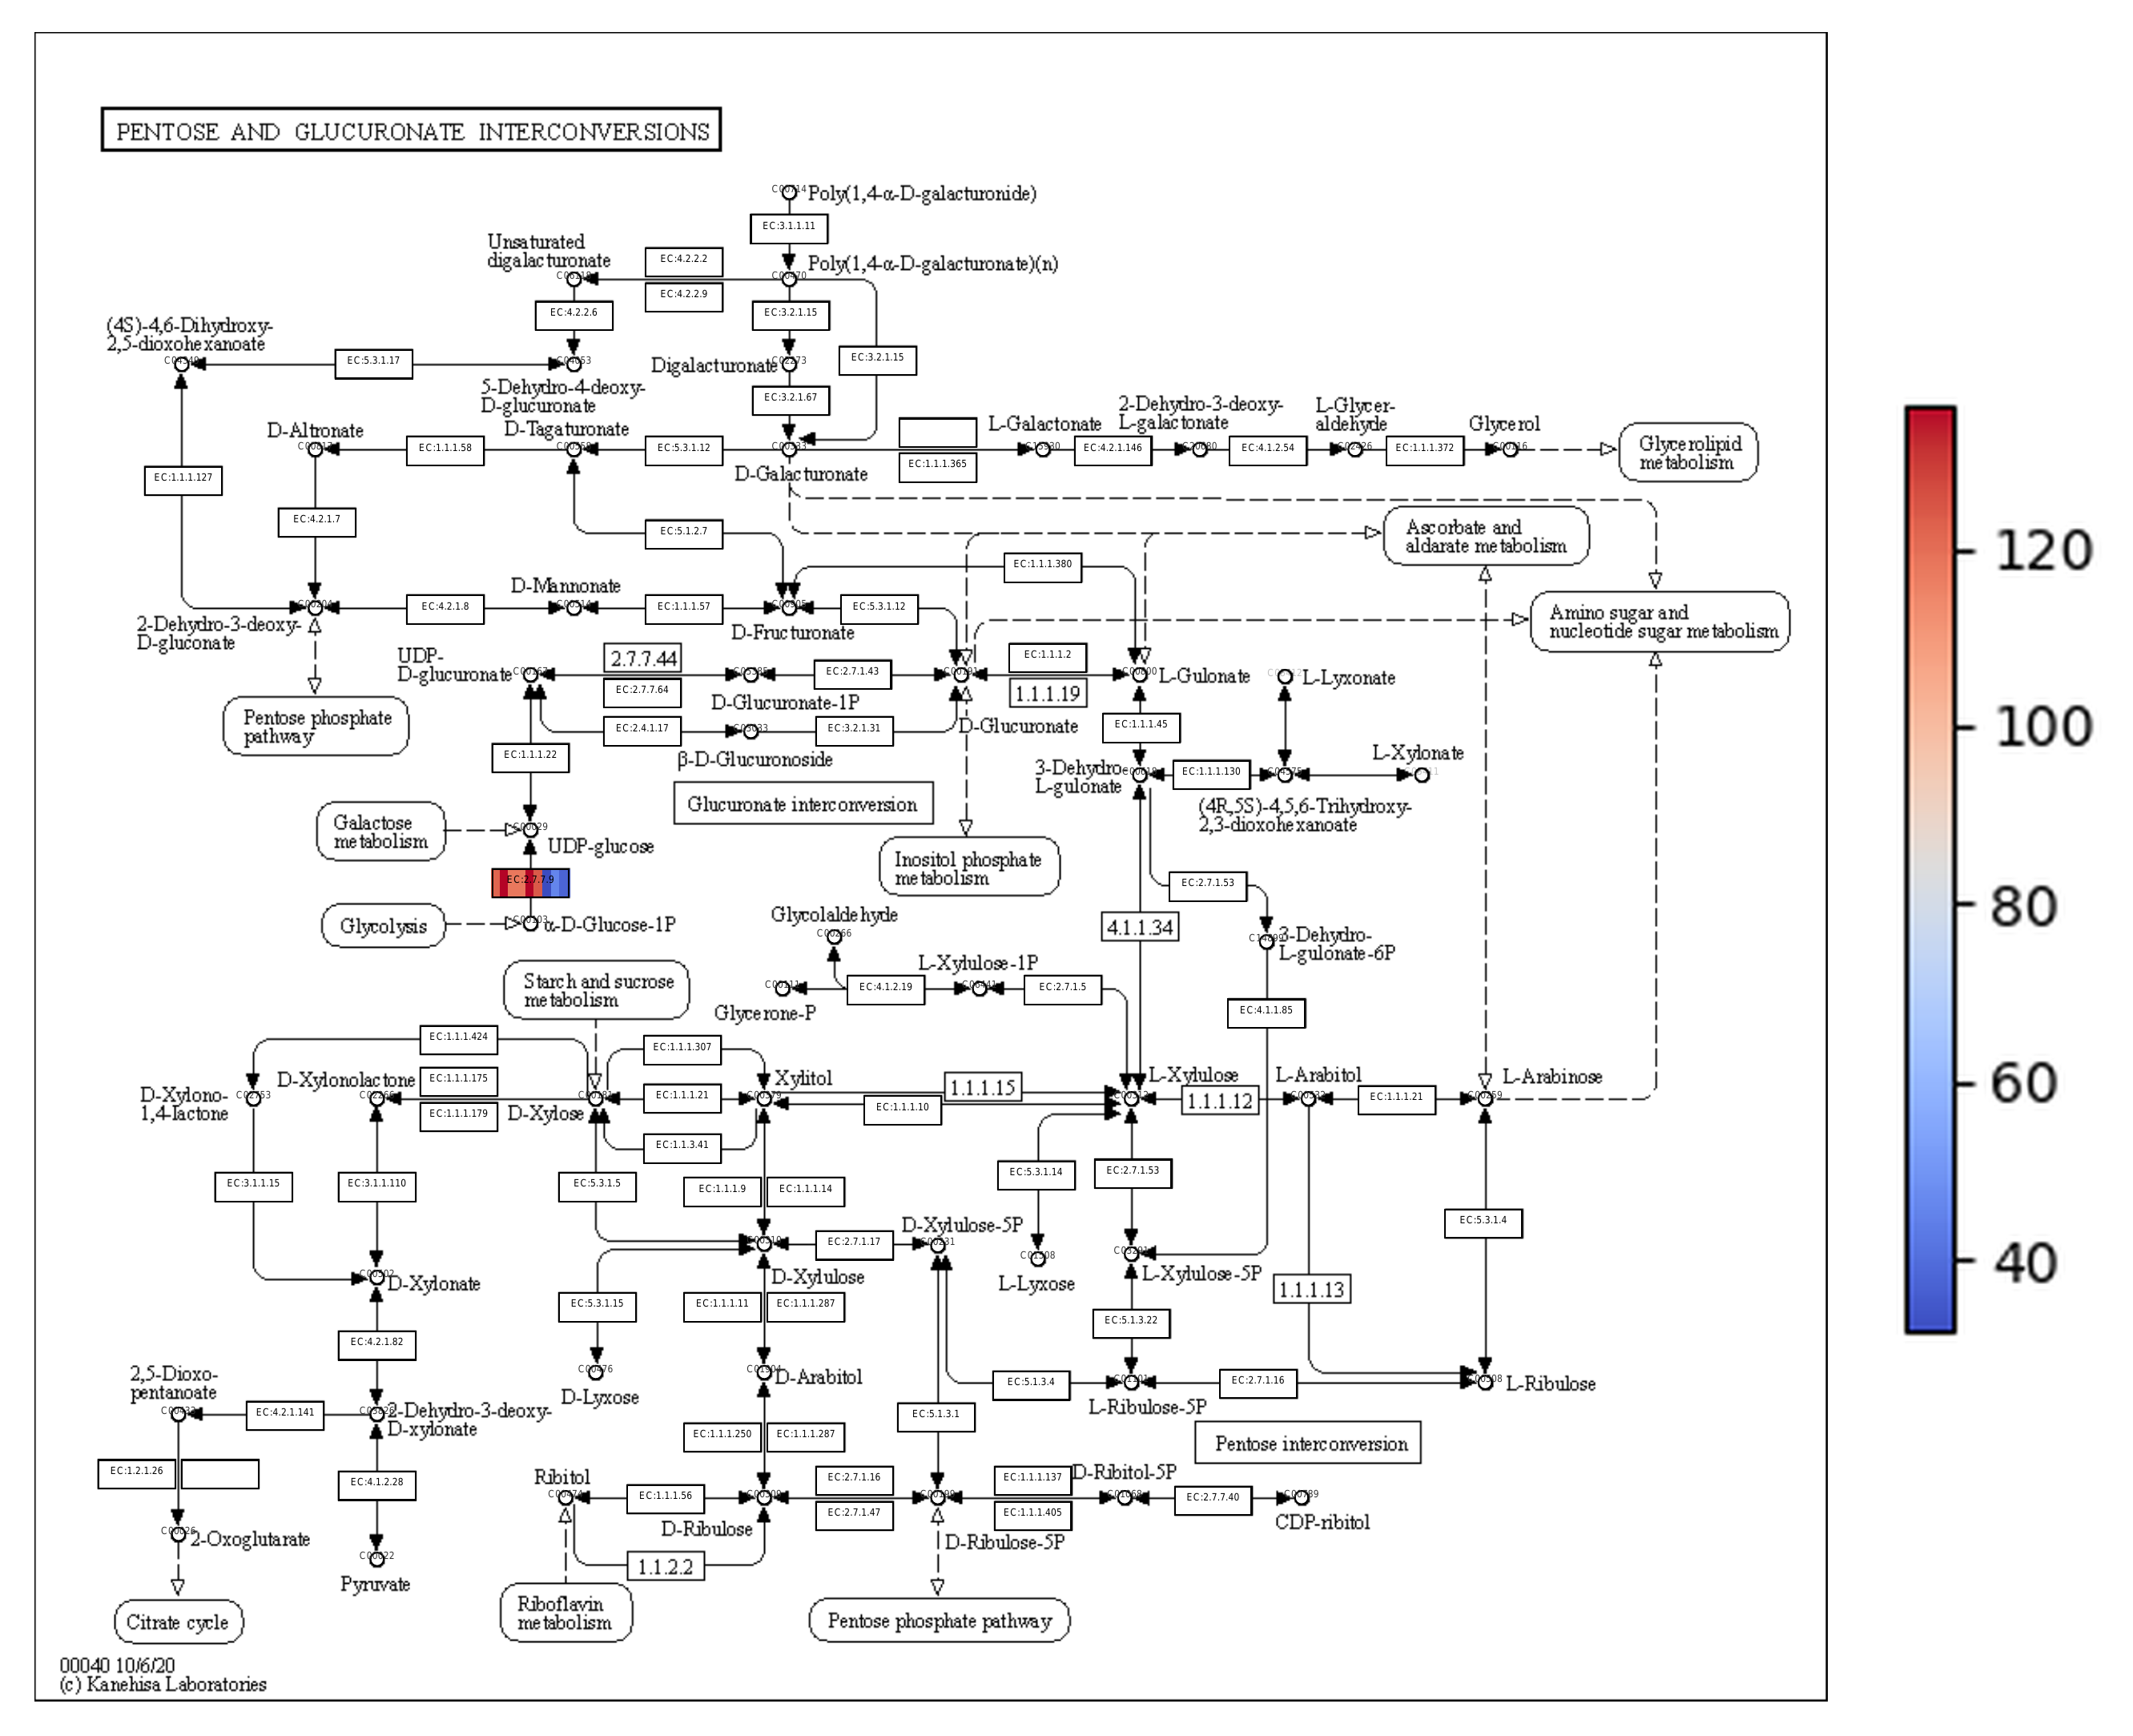 PENTOSE AND GLUCURONATE INTERCONVERSIONS
C00714
Poly(1,4-α-D-galacturonide)
EC:3.1.1.11
Unsaturated
digalacturonate
EC:4.2.2.2
Poly(1,4-α-D-galacturonate)(n)
EC:4.2.2.9
EC:4.2.2.6
EC:3.2.1.15
(4S)-4,6-Dihydroxy-
2,5-dioxohexanoate
EC:5.3.1.17
Digalacturonate
EC:3.2.1.15
5-Dehydro-4-deoxy-
D-glucuronate
EC:3.2.1.67
D-Altronate
D-Tagaturonate
L-Galactonate
2-Dehydro-3-deoxy-
L-galactonate
L-Glycer-
aldehyde
Glycerol
EC:1.1.1.58
EC:5.3.1.12
EC:1.1.1.365
EC:4.2.1.146
EC:4.1.2.54
EC:1.1.1.372
Glycerolipid
metabolism
D-Galacturonate
EC:1.1.1.127
EC:4.2.1.7
EC:5.1.2.7
Ascorbate and
aldarate metabolism
EC:1.1.1.380
D-Mannonate
EC:4.2.1.8
EC:1.1.1.57
EC:5.3.1.12
2-Dehydro-3-deoxy-
D-gluconate
D-Fructuronate
Amino sugar and
nucleotide sugar metabolism
UDP-
D-glucuronate
2.7.7.44
EC:2.7.7.64
EC:2.7.1.43
EC:1.1.1.2
1.1.1.19
L-Gulonate
L-Lyxonate
D-Glucuronate-1P
D-Glucuronate
Pentose phosphate
pathway
EC:2.4.1.17
EC:3.2.1.31
EC:1.1.1.45
EC:1.1.1.22
β-D-Glucuronoside
L-Xylonate
3-Dehydro-
L-gulonate
EC:1.1.1.130
Glucuronate interconversion
(4R,5S)-4,5,6-Trihydroxy-
2,3-dioxohexanoate
Galactose
metabolism
C00029
UDP-glucose
Inositol phosphate
metabolism
EC:2.7.7.9
EC:2.7.1.53
Glycolysis
C00103
α-D-Glucose-1P
Glycolaldehyde
C00266
4.1.1.34
3-Dehydro-
L-gulonate-6P
Starch and sucrose
metabolism
L-Xylulose-1P
C00111
EC:4.1.2.19
EC:2.7.1.5
Glycerone-P
EC:4.1.1.85
EC:1.1.1.424
EC:1.1.1.307
D-Xylono-
1,4-lactone
D-Xylonolactone
EC:1.1.1.175
EC:1.1.1.179
D-Xylose
EC:1.1.1.21
Xylitol
1.1.1.15
EC:1.1.1.10
L-Xylulose
1.1.1.12
L-Arabitol
EC:1.1.1.21
L-Arabinose
EC:1.1.3.41
EC:3.1.1.15
EC:3.1.1.110
EC:5.3.1.5
EC:1.1.1.9
EC:1.1.1.14
EC:5.3.1.14
EC:2.7.1.53
EC:5.3.1.4
D-Xylulose-5P
EC:2.7.1.17
C00231
D-Xylulose
C01508
L-Lyxose
L-Xylulose-5P
D-Xylonate
EC:5.3.1.15
EC:1.1.1.11
EC:1.1.1.287
1.1.1.13
EC:4.2.1.82
EC:5.1.3.22
C00476
D-Lyxose
D-Arabitol
2,5-Dioxo-
pentanoate
EC:5.1.3.4
EC:2.7.1.16
L-Ribulose
L-Ribulose-5P
EC:4.2.1.141
2-Dehydro-3-deoxy-
D-xylonate
EC:5.1.3.1
EC:1.1.1.250
EC:1.1.1.287
Pentose interconversion
EC:1.2.1.26
EC:4.1.2.28
Ribitol
EC:1.1.1.56
EC:2.7.1.16
EC:2.7.1.47
EC:1.1.1.137
EC:1.1.1.405
D-Ribitol-5P
EC:2.7.7.40
C00789
CDP-ribitol
D-Ribulose
D-Ribulose-5P
C00026
2-Oxoglutarate
C00022
Pyruvate
1.1.2.2
Citrate cycle
Riboflavin
metabolism
Pentose phosphate pathway
00040 10/6/20
(c) Kanehisa Laboratories
120
100
80
60
40